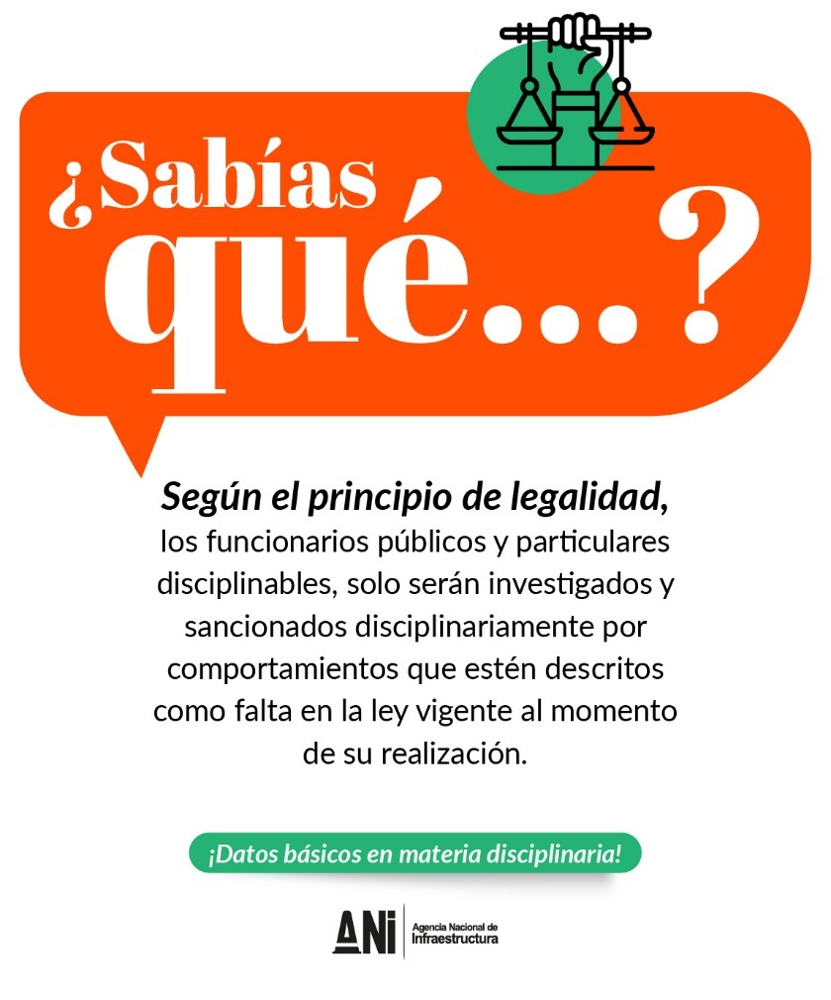 ¿Sabías
qué...?
Según el principio de legalidad,
los funcionarios públicos y particulares
disciplinables, solo serán investigados y
sancionados disciplinariamente por
comportamientos que estén descritos
como falta en la ley vigente al momento
de su realización.
¡Datos básicos en materia disciplinaria!
ANi
Agencia Nacional de
Infraestructura